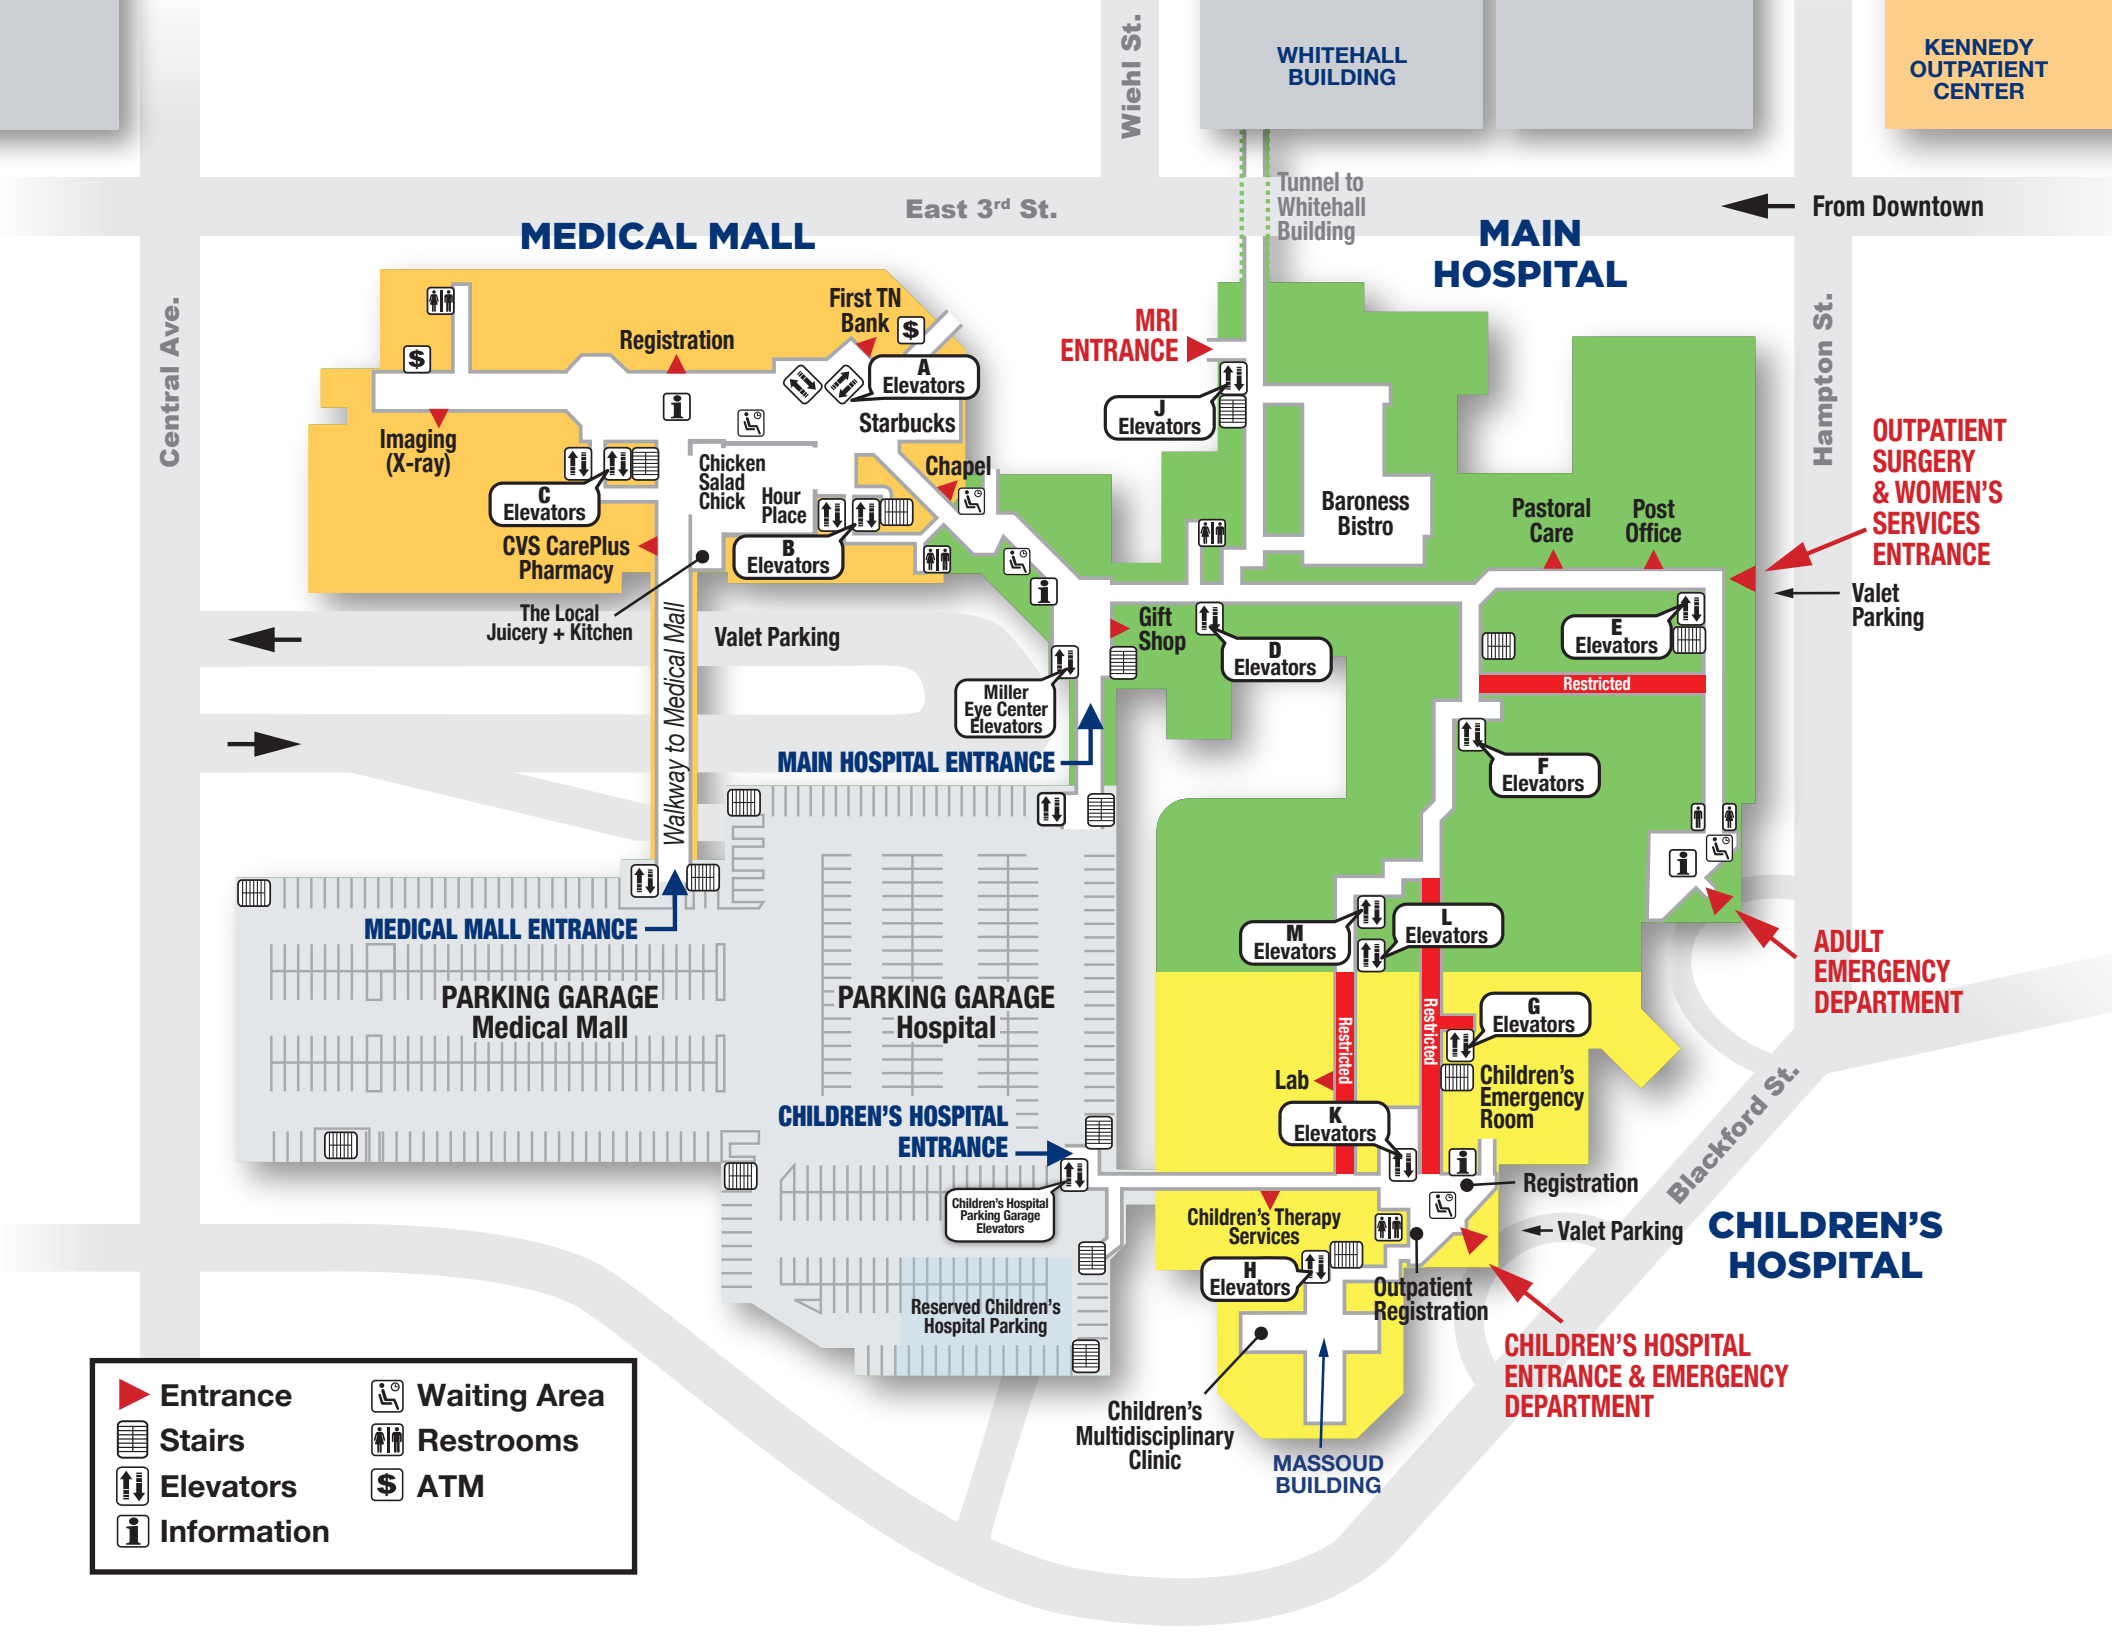 WHITEHALL
BUILDING
KENNEDY
OUTPATIENT
CENTER
Wiehl St.
Tunnel to
Whitehall
Building
East 3rd St.
From Downtown
MEDICAL MALL
MAIN
HOSPITAL
Central Ave.
Hampton St.
First TN
Bank
$
Registration
$
A
Elevators
Starbucks
Imaging
(X-ray)
Chicken
Salad
Chick
Hour
Place
Chapel
C
Elevators
CVS CarePlus
Pharmacy
B
Elevators
The Local
Juicery + Kitchen
Valet Parking
Walkway to Medical Mall
MRI
ENTRANCE
J
Elevators
Baroness
Bistro
Pastoral
Care
Post
Office
OUTPATIENT
SURGERY
& WOMEN'S
SERVICES
ENTRANCE
Valet
Parking
Gift
Shop
D
Elevators
E
Elevators
Restricted
Miller
Eye Center
Elevators
MAIN HOSPITAL ENTRANCE
F
Elevators
MEDICAL MALL ENTRANCE
M
Elevators
L
Elevators
ADULT
EMERGENCY
DEPARTMENT
PARKING GARAGE
Medical Mall
PARKING GARAGE
Hospital
Restricted
Restricted
G
Elevators
Lab
Children's
Emergency
Room
K
Elevators
Blackford St.
CHILDREN'S HOSPITAL
ENTRANCE
Children's Hospital
Parking Garage
Elevators
Registration
Children's Therapy
Services
Valet Parking
CHILDREN'S
HOSPITAL
H
Elevators
Outpatient
Registration
Reserved Children's
Hospital Parking
CHILDREN'S HOSPITAL
ENTRANCE & EMERGENCY
DEPARTMENT
Children's
Multidisciplinary
Clinic
MASSOUD
BUILDING
Entrance
Stairs
Elevators
i Information
Waiting Area
Restrooms
$ ATM